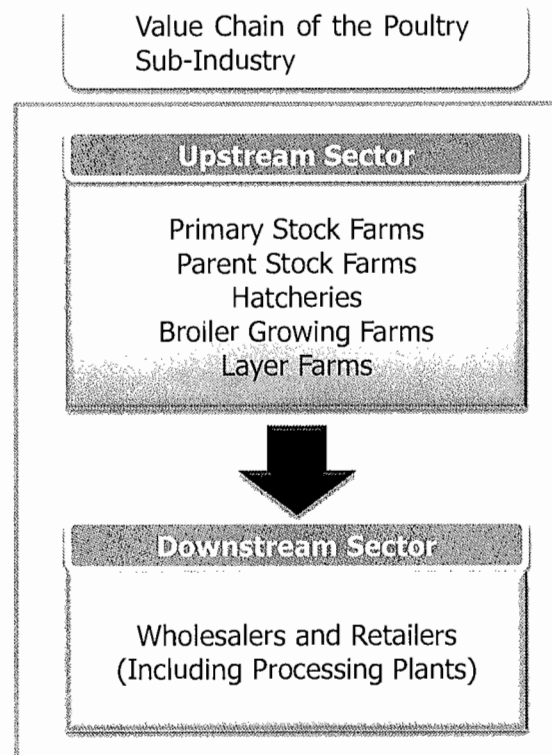 Value Chain of the Poultry
Sub-Industry
Upstream Sector
Primary Stock Farms
Parent Stock Farms
Hatcheries
Broiler Growing Farms
Layer Farms
Downstream Sector
Wholesalers and Retailers
(Including Processing Plants)